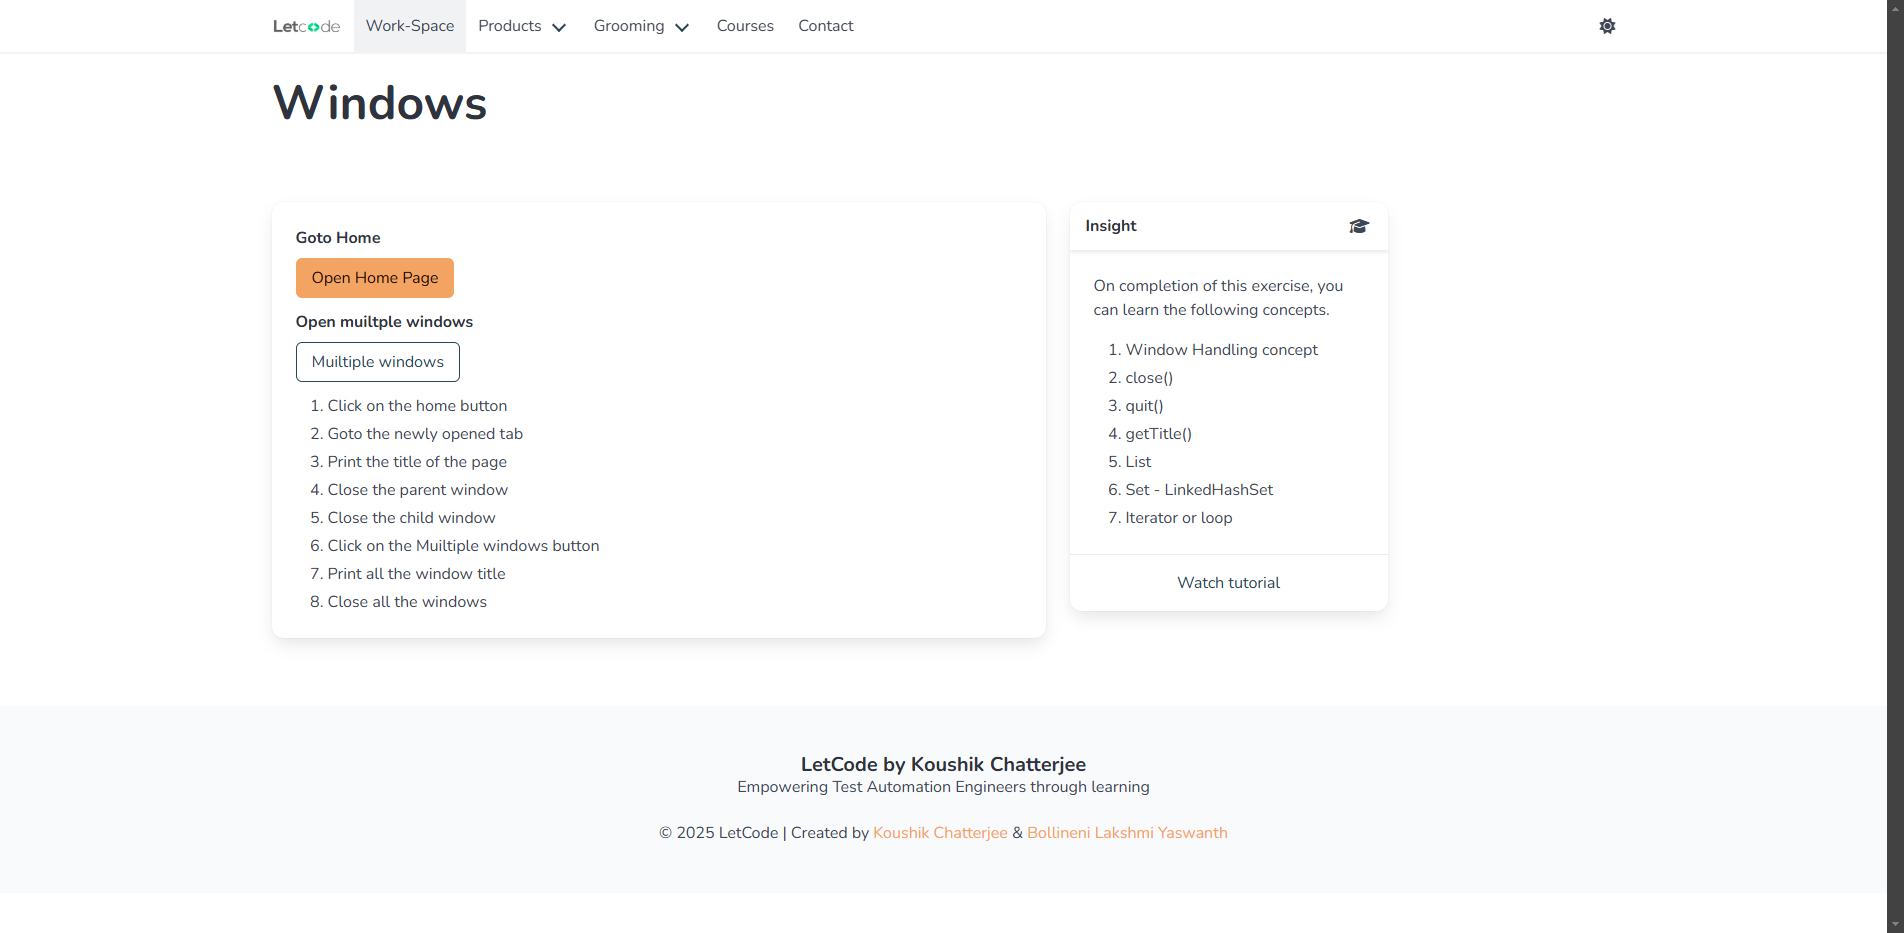 Letcode Work-Space Products Grooming Courses Contact
Windows
Goto Home
Open Home Page
Open muiltple windows
Muiltiple windows
1. Click on the home button
2. Goto the newly opened tab
3. Print the title of the page
4. Close the parent window
5. Close the child window
6. Click on the Muiltiple windows button
7. Print all the window title
8. Close all the windows
Insight
On completion of this exercise, you
can learn the following concepts.
1. Window Handling concept
2. close()
3. quit()
4. getTitle()
5. List
6. Set - LinkedHashSet
7. Iterator or loop
Watch tutorial
LetCode by Koushik Chatterjee
Empowering Test Automation Engineers through learning
© 2025 LetCode | Created by Koushik Chatterjee & Bollineni Lakshmi Yaswanth